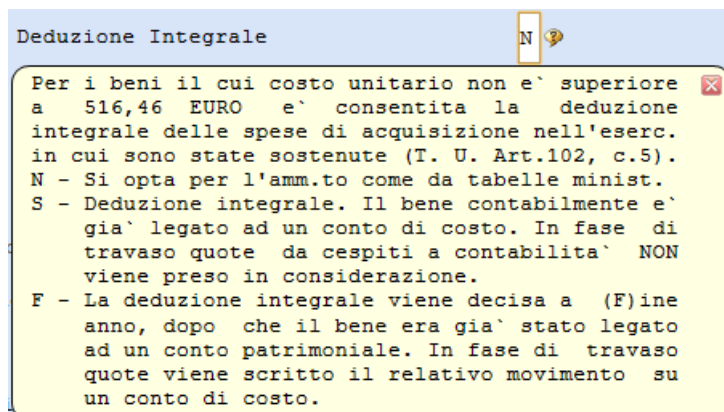 Deduzione Integrale N
Per i beni il cui costo unitario non e` superiore
a 516,46 EURO e` consentita la deduzione
integrale delle spese di acquisizione nell'eserc.
in cui sono state sostenute (T. U. Art.102, c.5).
N - Si opta per l'amm.to come da tabelle minist.
S - Deduzione integrale. Il bene contabilmente e`
gia` legato ad un conto di costo. In fase di
travaso quote da cespiti a contabilita` NON
viene preso in considerazione.
F - La deduzione integrale viene decisa a (F)ine
anno, dopo che il bene era gia` stato legato
ad un conto patrimoniale. In fase di travaso
quote viene scritto il relativo movimento su
un conto di costo.